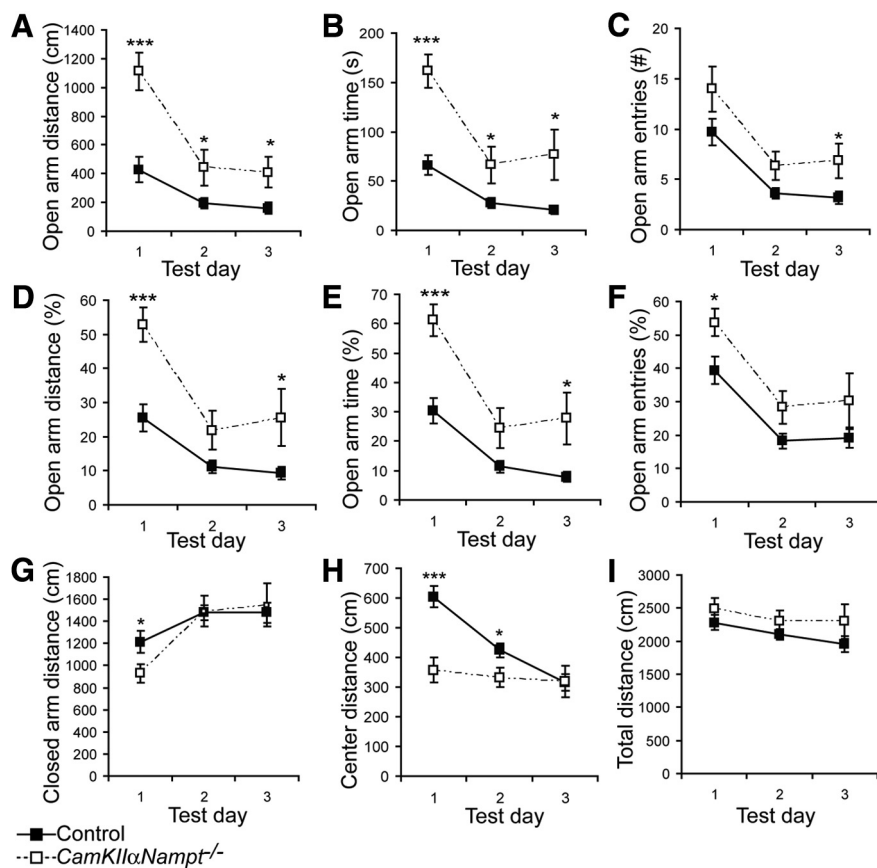 A
Open arm distance (cm)
1400
1200
1000
800
600
400
200
0
***
*
*
1 2 3
Test day
B
Open arm time (s)
200
150
100
50
0
***
*
*
1 2 3
Test day
C
Open arm entries (#)
20
15
10
5
0
*
1 2 3
Test day
D
Open arm distance (%)
60
50
40
30
20
10
0
***
*
1 2 3
Test day
E
Open arm time (%)
70
60
50
40
30
20
10
0
***
*
1 2 3
Test day
F
Open arm entries (%)
60
50
40
30
20
10
0
*
1 2 3
Test day
G
Closed arm distance (cm)
1800
1600
1400
1200
1000
800
600
400
200
0
*
1 2 3
Test day
H
Center distance (cm)
700
600
500
400
300
200
100
0
***
*
1 2 3
Test day
I
Total distance (cm)
3000
2500
2000
1500
1000
500
0
1 2 3
Test day
Control
CamKIIαNampt-/-